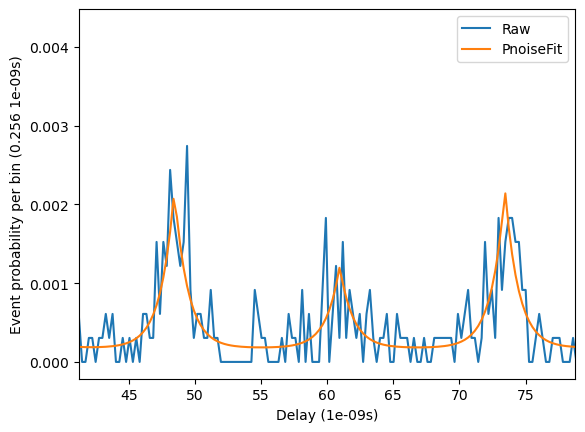 Raw
PnoiseFit
Event probability per bin (0.256 1e-09s)
0.004
0.003
0.002
0.001
0.000
45 50 55 60 65 70 75
Delay (1e-09s)